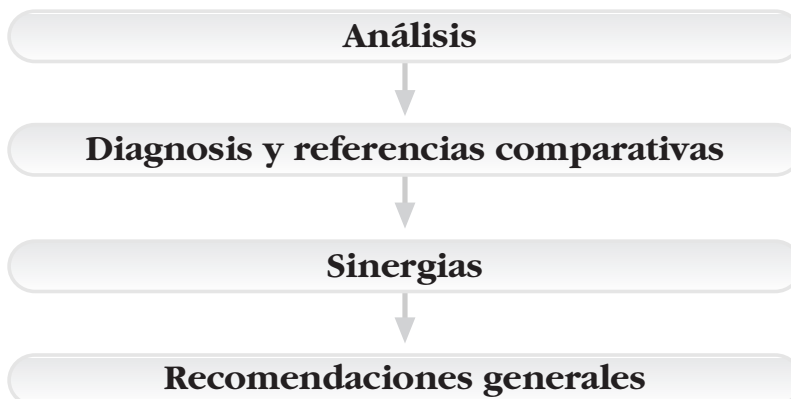 Análisis
Diagnosis y referencias comparativas
Sinergias
Recomendaciones generales